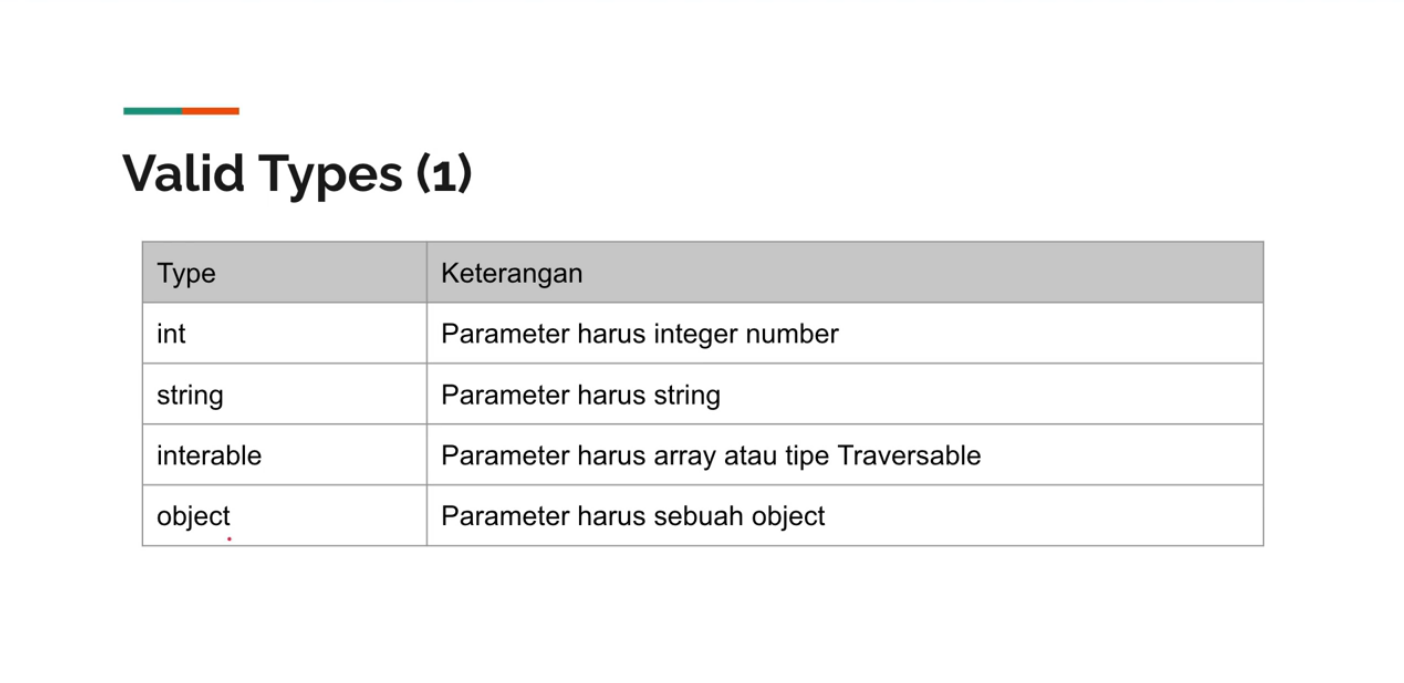 Valid Types (1)
Type Keterangan
int Parameter harus integer number
string Parameter harus string
interable Parameter harus array atau tipe Traversable
object Parameter harus sebuah object